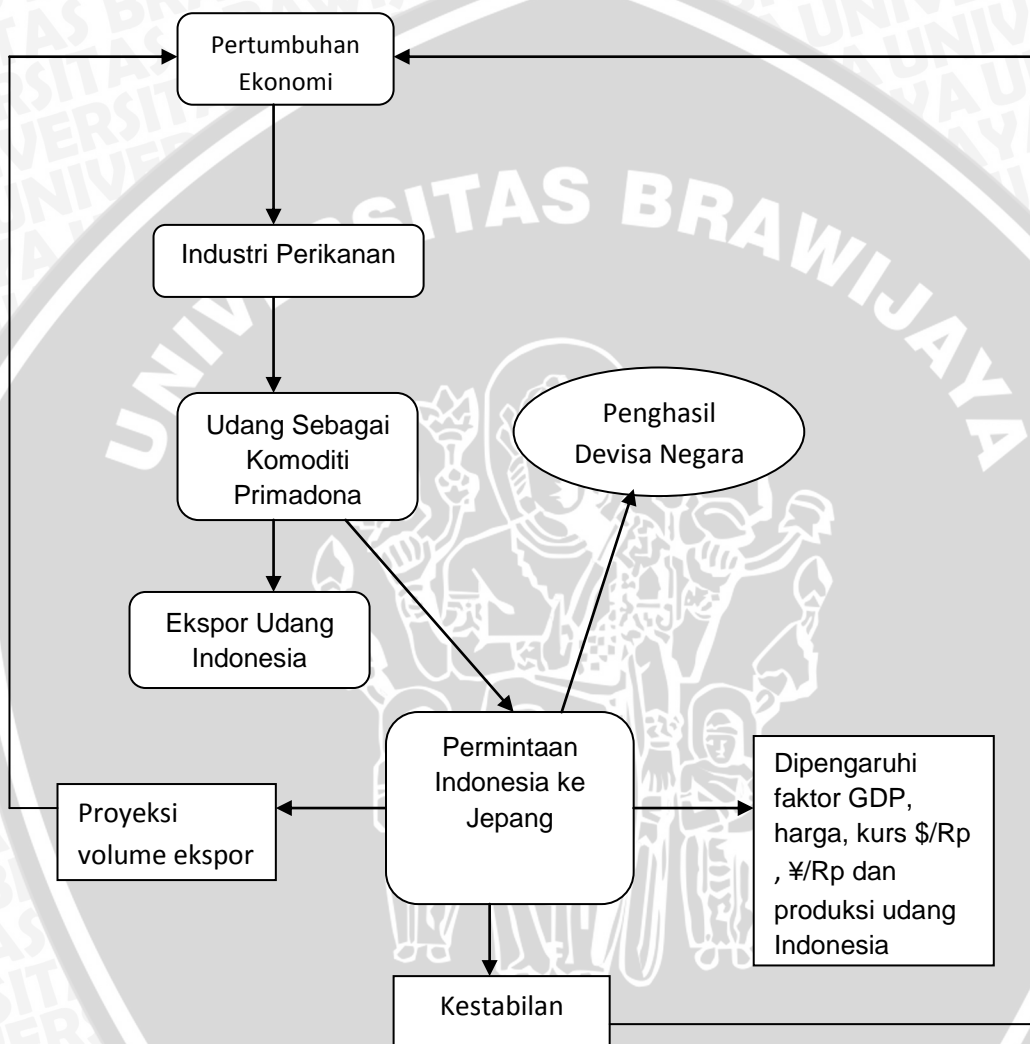 Pertumbuhan
Ekonomi
UNIVERSITAS BRAWIJAYA
Industri Perikanan
Udang Sebagai
Komoditi
Primadona
Penghasil
Devisa Negara
Ekspor Udang
Indonesia
Permintaan
Indonesia ke
Jepang
Proyeksi
volume ekspor
Dipengaruhi
faktor GDP,
harga, kurs $/Rp
, ¥/Rp dan
produksi udang
Indonesia
Kestabilan